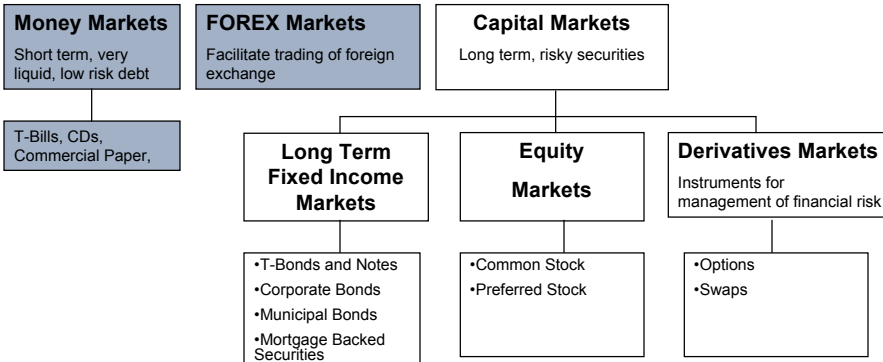 Money Markets
Short term, very
liquid, low risk debt
T-Bills, CDs,
Commercial Paper,
FOREX Markets
Facilitate trading of foreign
exchange
Capital Markets
Long term, risky securities
Long Term
Fixed Income
Markets
•T-Bonds and Notes
•Corporate Bonds
•Municipal Bonds
•Mortgage Backed
Securities
Equity
Markets
•Common Stock
•Preferred Stock
Derivatives Markets
Instruments for
management of financial risk
•Options
•Swaps